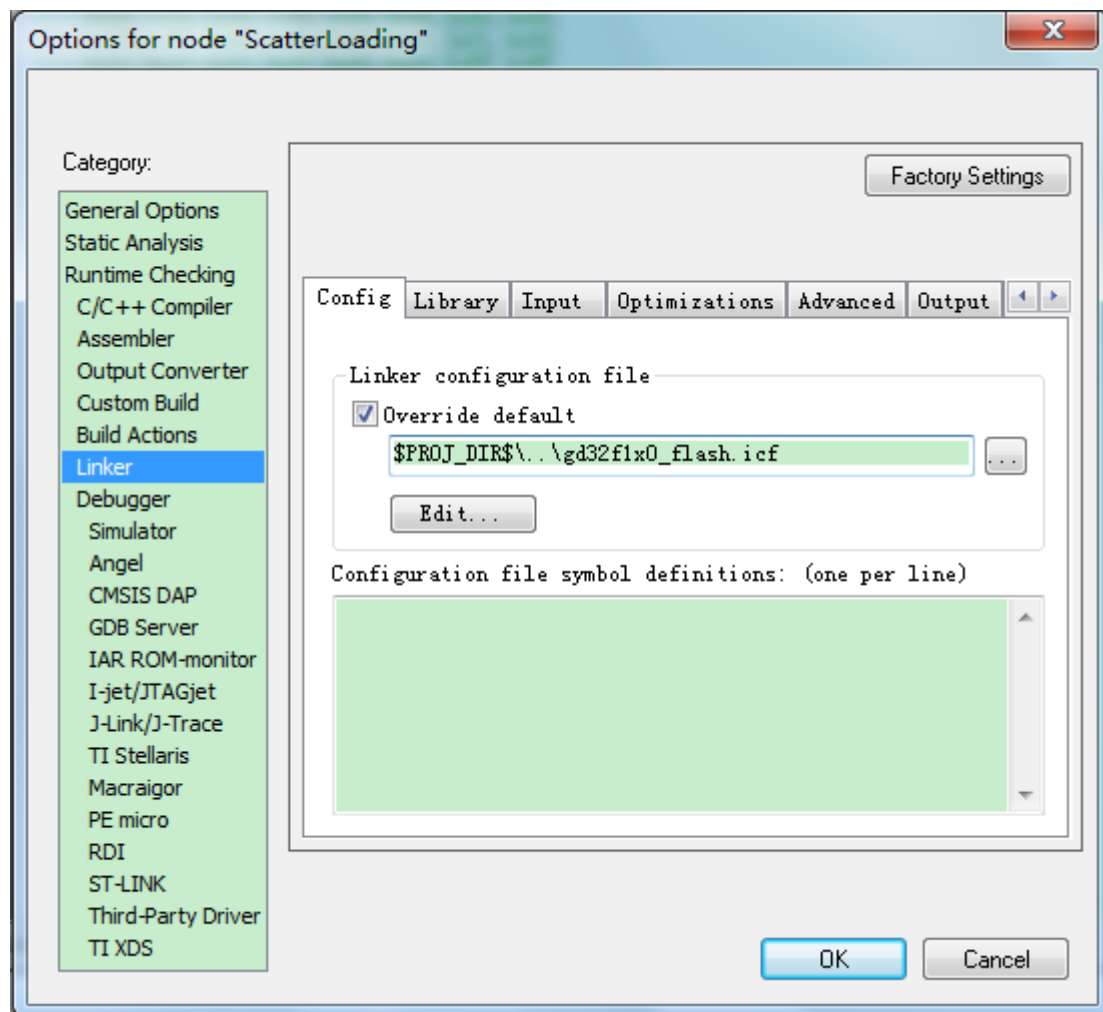 Options for node "ScatterLoading"
Category:
Factory Settings
General Options
Static Analysis
Runtime Checking
C/C++ Compiler
Assembler
Output Converter
Custom Build
Build Actions
Linker
Debugger
Simulator
Angel
CMSIS DAP
GDB Server
IAR ROM-monitor
I-jet/JTAGjet
J-Link/J-Trace
TI Stellaris
Macraigor
PE micro
RDI
ST-LINK
Third-Party Driver
TI XDS
Config Library Input Optimizations Advanced Output
Linker configuration file
Override default
$PROJ_DIR$\..\gd32f1x0_flash.icf
...
Edit...
Configuration file symbol definitions: (one per line)
OK Cancel